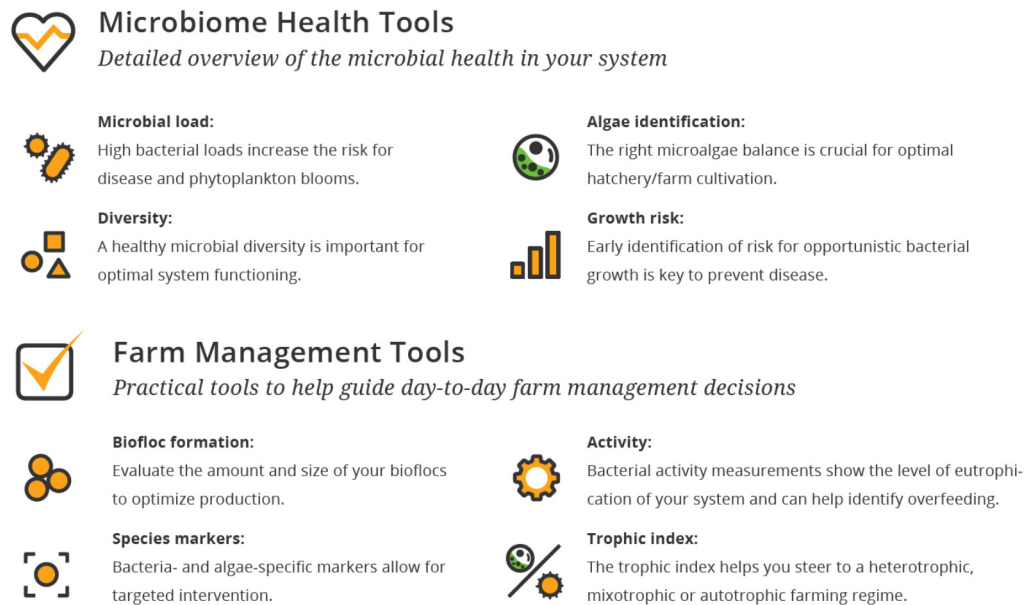 Microbiome Health Tools
Detailed overview of the microbial health in your system
Microbial load:
High bacterial loads increase the risk for
disease and phytoplankton blooms.
Algae identification:
The right microalgae balance is crucial for optimal
hatchery/farm cultivation.
Diversity:
A healthy microbial diversity is important for
optimal system functioning.
Growth risk:
Early identification of risk for opportunistic bacterial
growth is key to prevent disease.
Farm Management Tools
Practical tools to help guide day-to-day farm management decisions
Biofloc formation:
Evaluate the amount and size of your bioflocs
to optimize production.
Activity:
Bacterial activity measurements show the level of eutrophi-
cation of your system and can help identify overfeeding.
Species markers:
Bacteria- and algae-specific markers allow for
targeted intervention.
Trophic index:
The trophic index helps you steer to a heterotrophic,
mixotrophic or autotrophic farming regime.